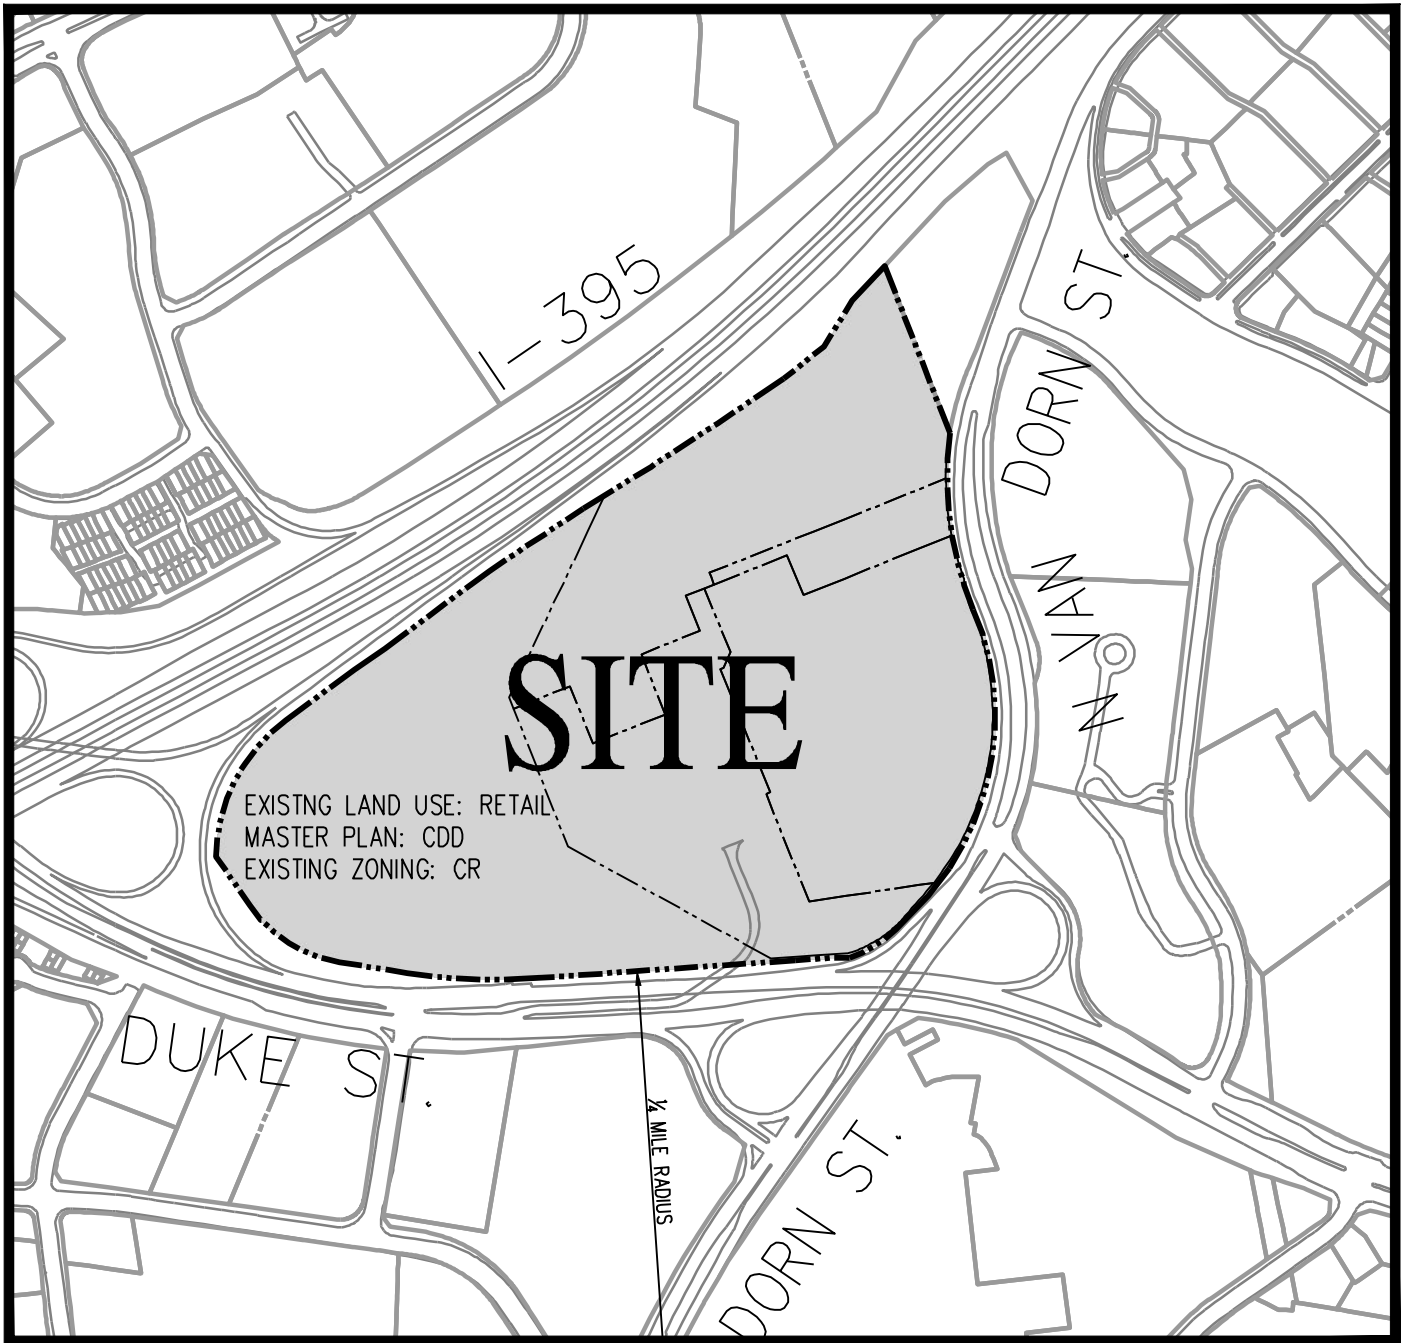 I-395
N VAN DORN ST.
SITE
EXISTNG LAND USE: RETAIL
MASTER PLAN: CDD
EXISTING ZONING: CR
DUKE ST.
¼ MILE RADIUS
DORN ST.